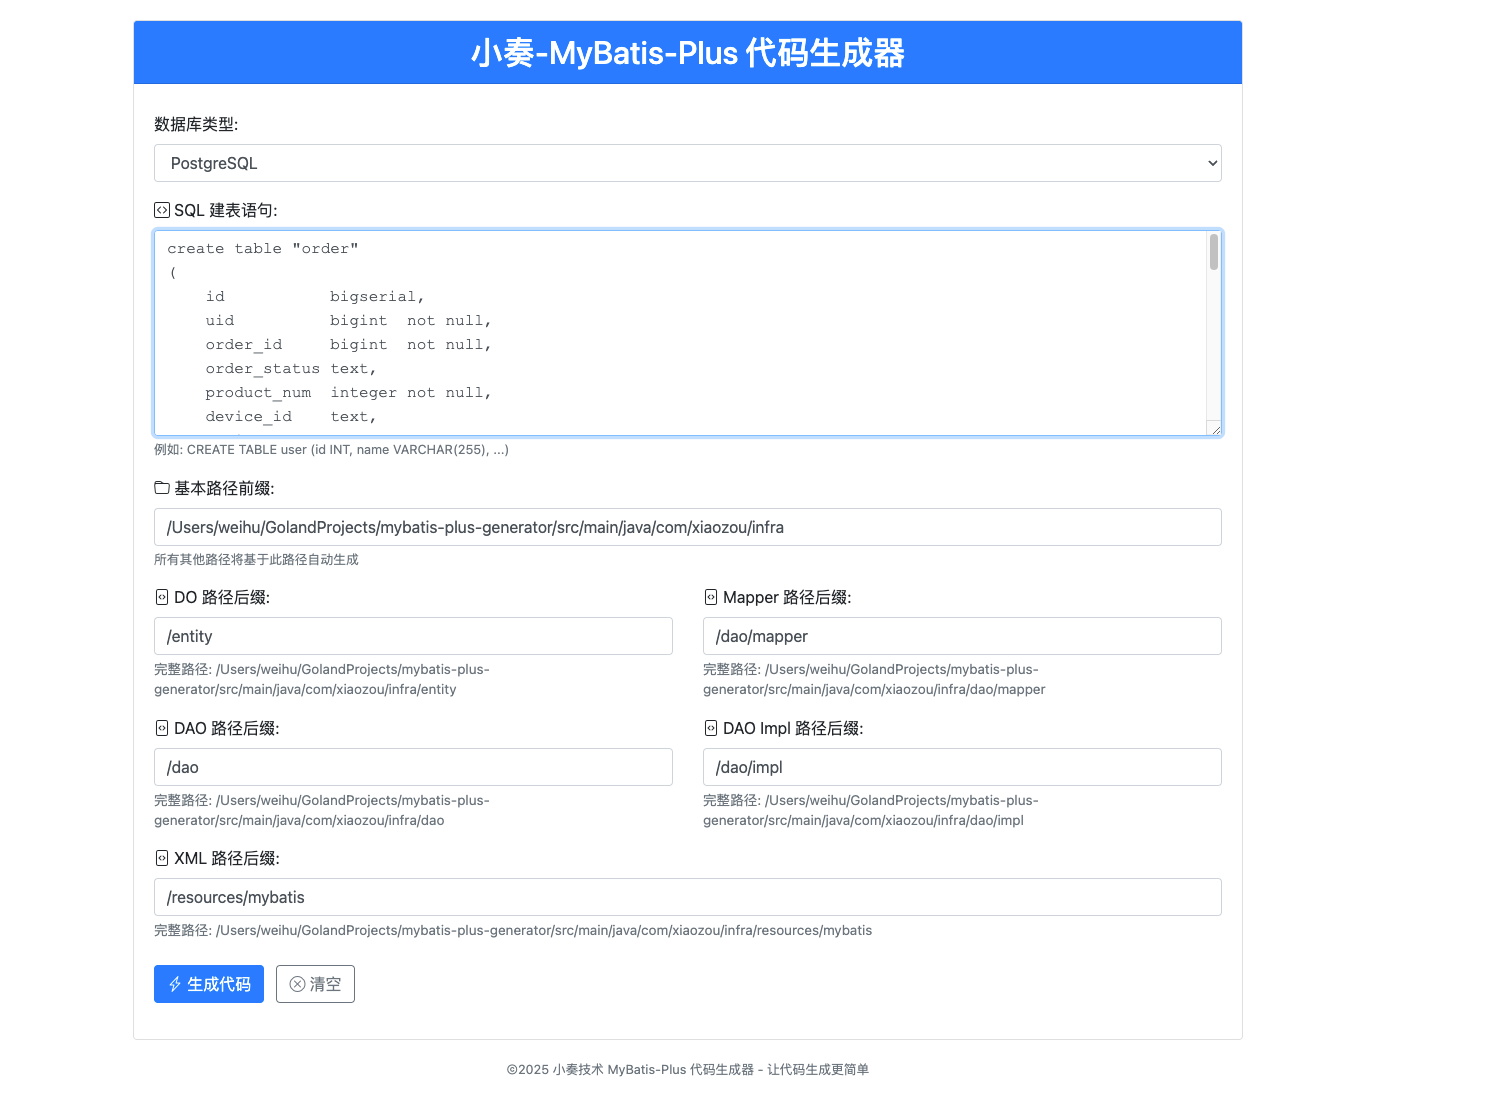 小奏-MyBatis-Plus 代码生成器
数据库类型:
PostgreSQL
SQL 建表语句:
create table "order"
(
id bigserial,
uid bigint not null,
order_id bigint not null,
order_status text,
product_num integer not null,
device_id text,
例如: CREATE TABLE user (id INT, name VARCHAR(255), ...)
基本路径前缀:
/Users/weihu/GolandProjects/mybatis-plus-generator/src/main/java/com/xiaozou/infra
所有其他路径将基于此路径自动生成
DO 路径后缀:
/entity
完整路径: /Users/weihu/GolandProjects/mybatis-plus-
generator/src/main/java/com/xiaozou/infra/entity
Mapper 路径后缀:
/dao/mapper
完整路径: /Users/weihu/GolandProjects/mybatis-plus-
generator/src/main/java/com/xiaozou/infra/dao/mapper
DAO 路径后缀:
/dao
完整路径: /Users/weihu/GolandProjects/mybatis-plus-
generator/src/main/java/com/xiaozou/infra/dao
DAO Impl 路径后缀:
/dao/impl
完整路径: /Users/weihu/GolandProjects/mybatis-plus-
generator/src/main/java/com/xiaozou/infra/dao/impl
XML 路径后缀:
/resources/mybatis
完整路径: /Users/weihu/GolandProjects/mybatis-plus-generator/src/main/java/com/xiaozou/infra/resources/mybatis
生成代码
清空
©2025 小奏技术 MyBatis-Plus 代码生成器 - 让代码生成更简单